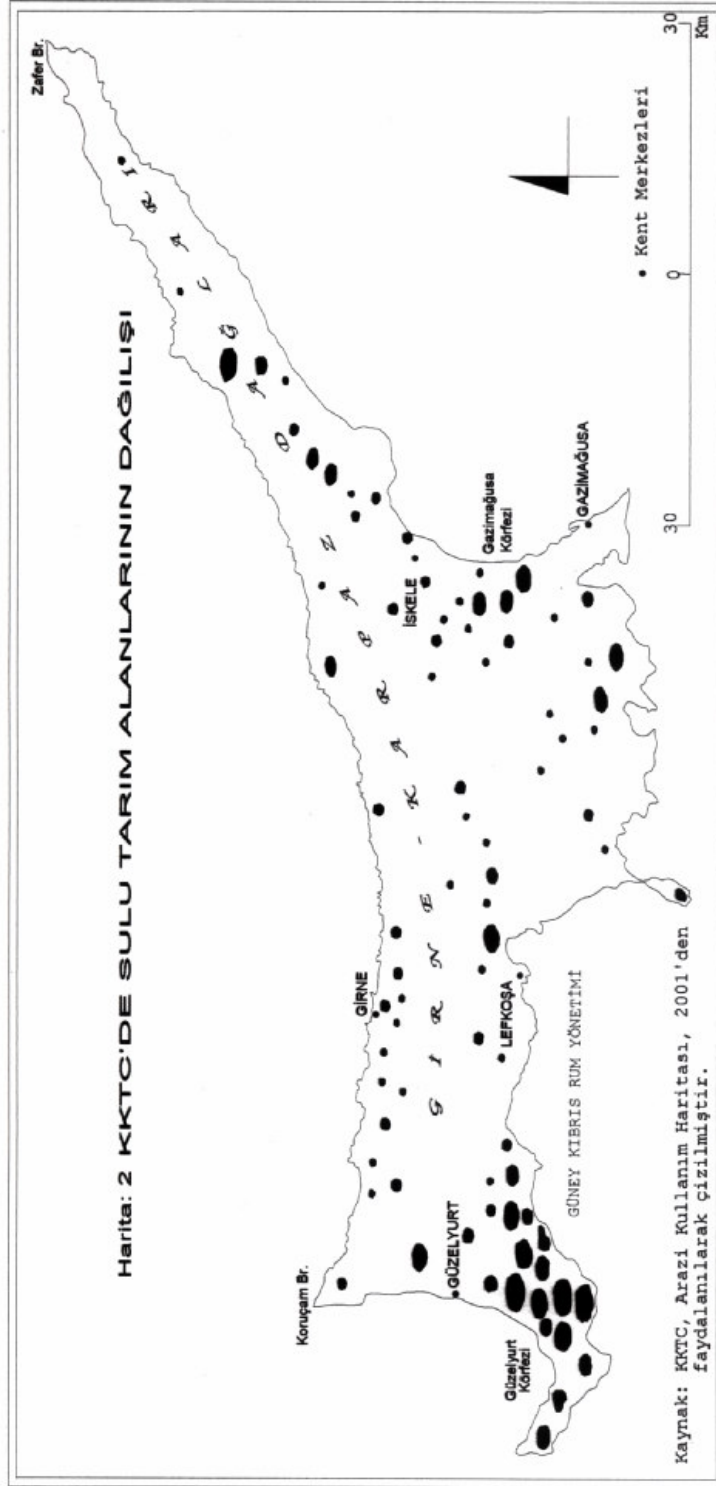 Harita: 2 KKTC'DE SULU TARIM ALANLARININ DAĞILIŞI
Zafer Br.
Koruçam Br.
GİRNE
GİRNE - KARPAZ DAĞLARI
İSKELE
Gazimağusa
Körfezi
GAZİMAĞUSA
GÜZELYURT
Güzelyurt
Körfezi
LEFKOŞA
GÜNEY KIBRIS RUM YÖNETİMİ
• Kent Merkezleri
30 0 30
Km
Kaynak: KKTC, Arazi Kullanım Haritası, 2001'den
faydalanılarak çizilmiştir.